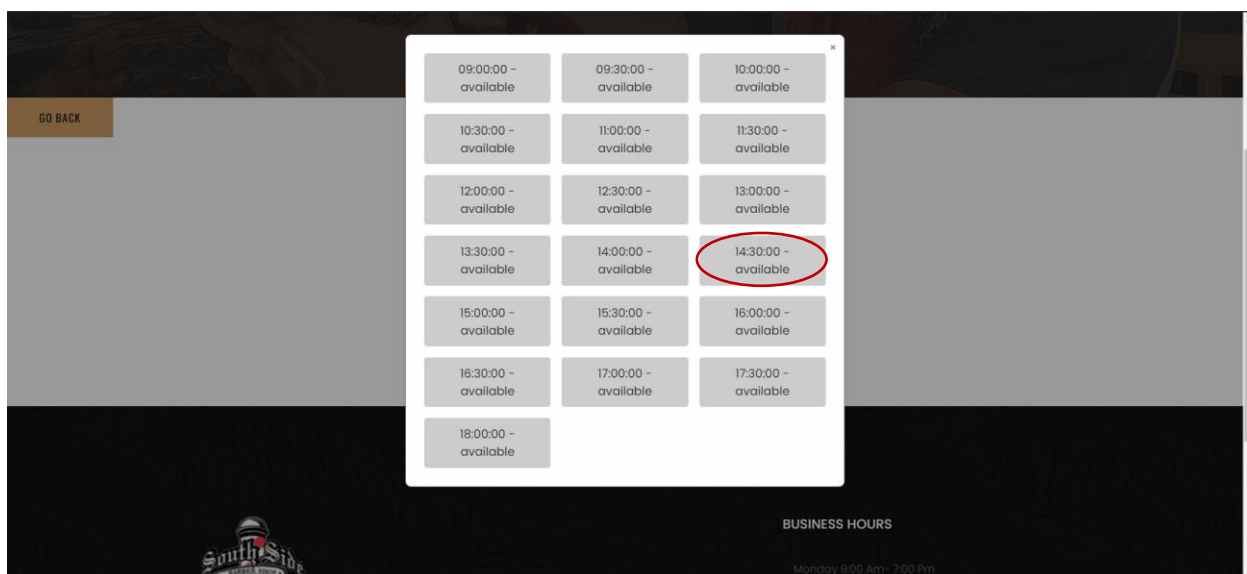 ×
09:00:00 -
available
09:30:00 -
available
10:00:00 -
available
GO BACK
10:30:00 -
available
11:00:00 -
available
11:30:00 -
available
12:00:00 -
available
12:30:00 -
available
13:00:00 -
available
13:30:00 -
available
14:00:00 -
available
14:30:00 -
available
15:00:00 -
available
15:30:00 -
available
16:00:00 -
available
16:30:00 -
available
17:00:00 -
available
17:30:00 -
available
18:00:00 -
available
South Side
BUSINESS HOURS
Monday 9:00 Am- 7:00 Pm